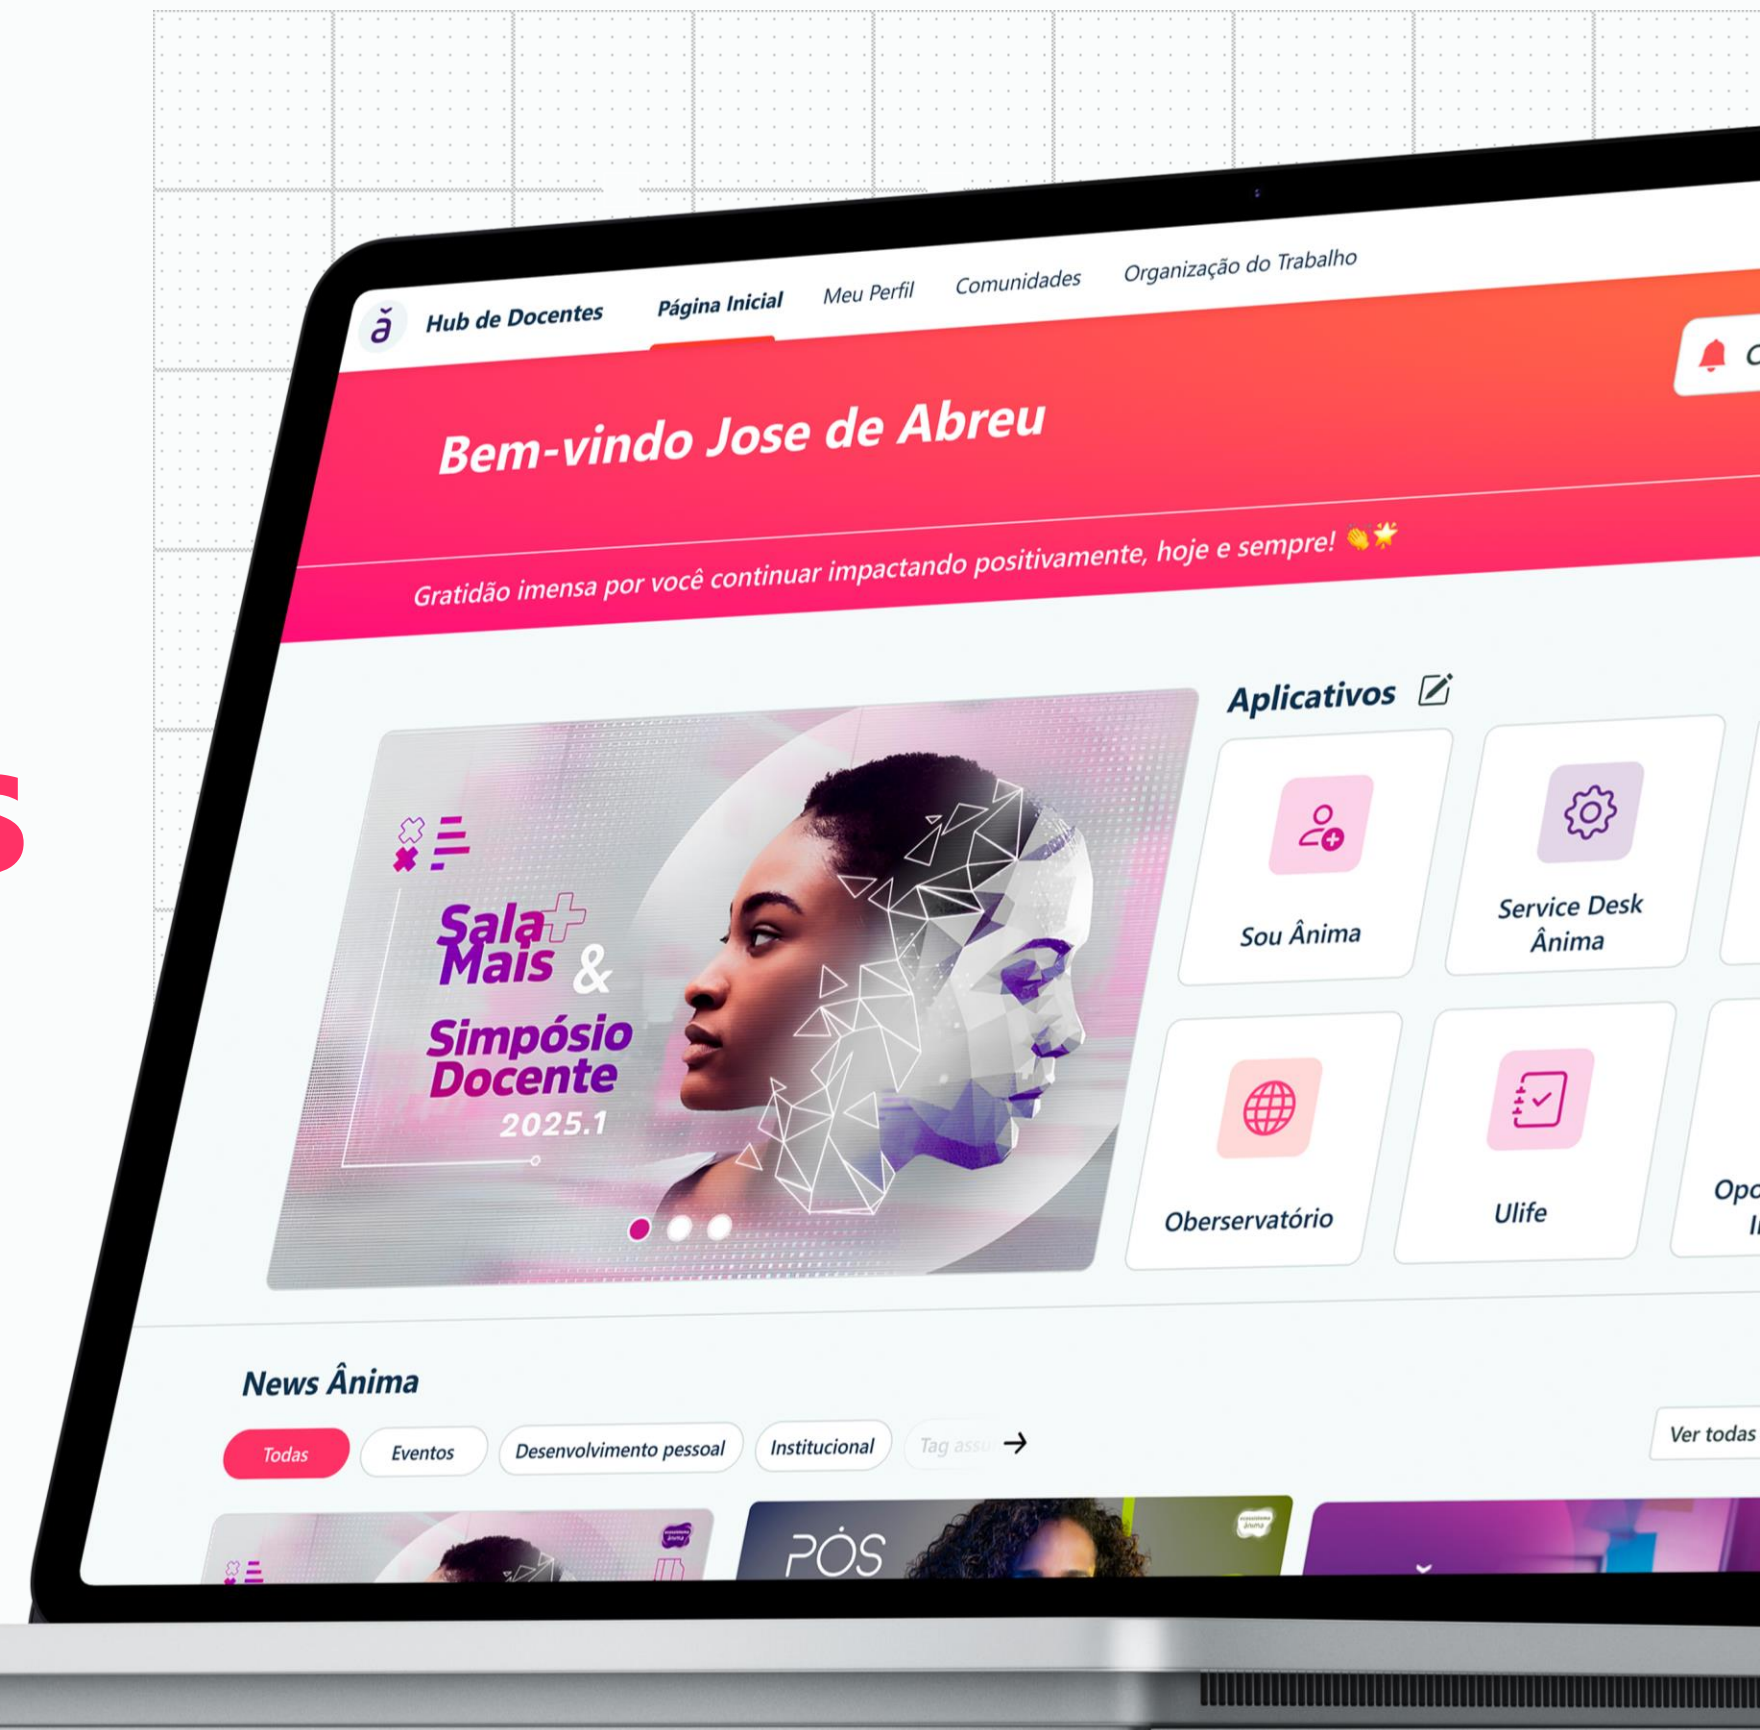 ă Hub de Docentes Página Inicial Meu Perfil Comunidades Organização do Trabalho
Bem-vindo Jose de Abreu
Gratidão imensa por você continuar impactando positivamente, hoje e sempre! 👏🌟
Aplicativos
Sala+
Mais &
Simpósio
Docente
2025.1
Sou Ânima
Service Desk
Ânima
Oberservatório
Ulife
News Ânima
Todas Eventos Desenvolvimento pessoal Institucional Tag →
Ver todas
PÓS
s